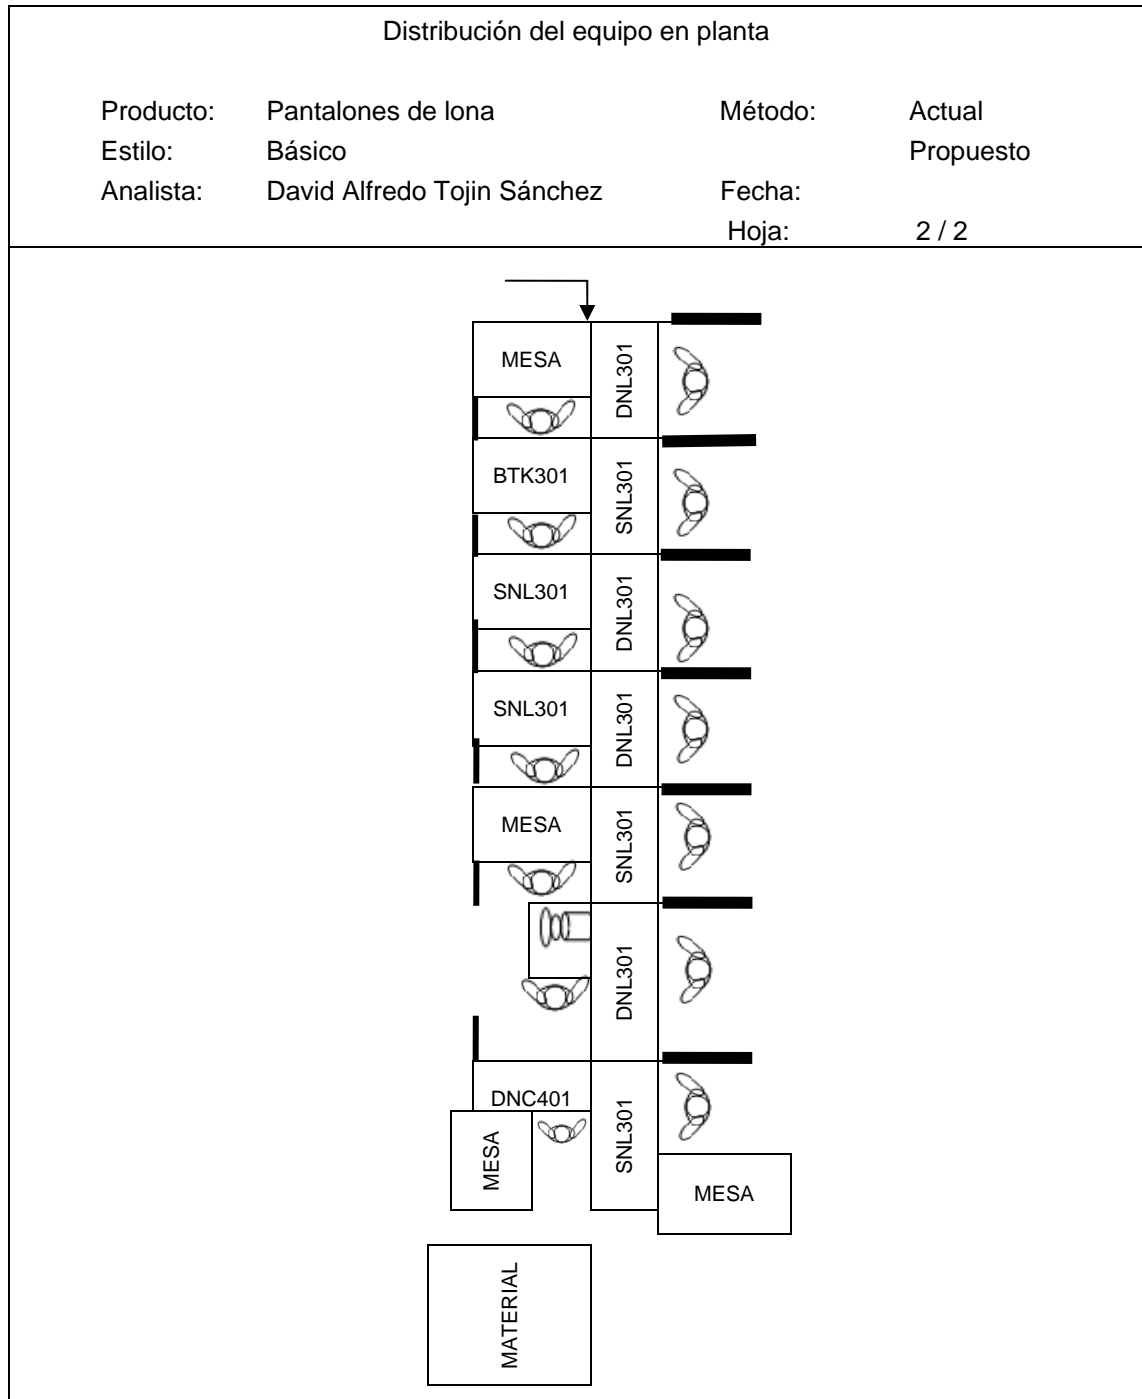 Distribución del equipo en planta
Producto: Pantalones de lona Método: Actual
Estilo: Básico Propuesto
Analista: David Alfredo Tojin Sánchez Fecha:
Hoja: 2 / 2
MESA
DNL301
BTK301
SNL301
SNL301
DNL301
SNL301
DNL301
MESA
SNL301
DNL301
DNC401
SNL301
MESA
MESA
MATERIAL